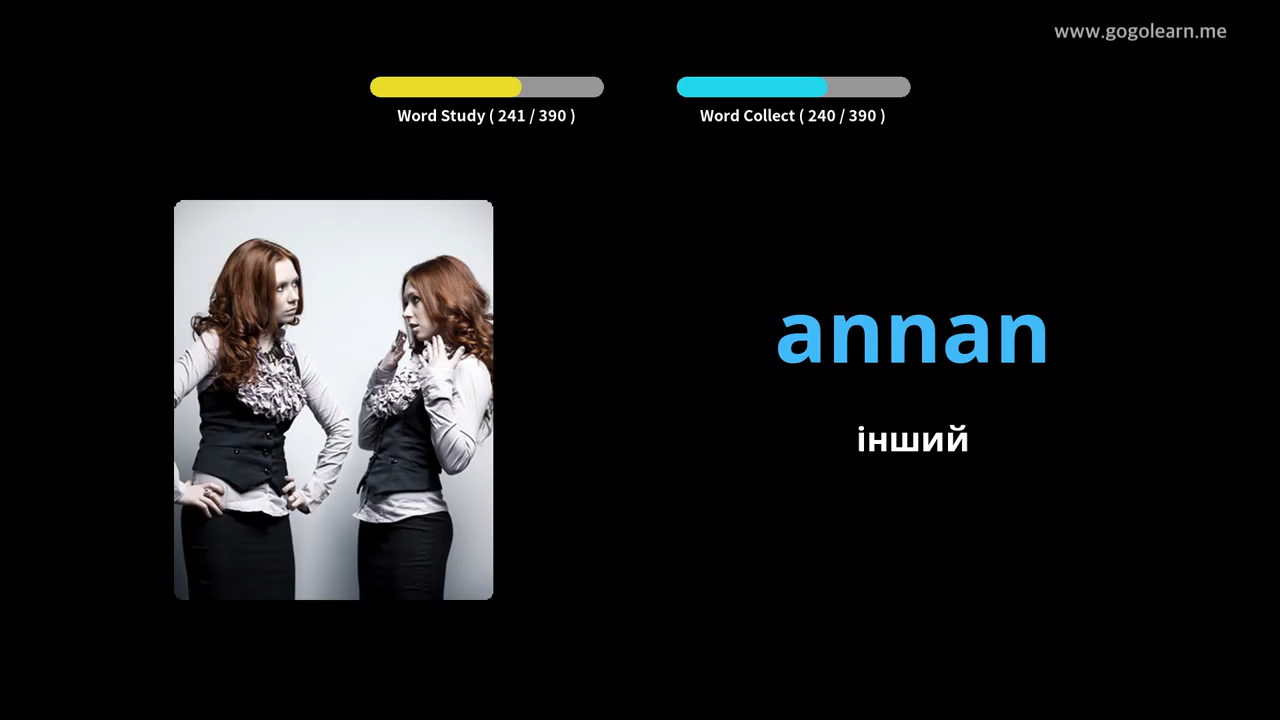 www.gogolearn.me
Word Study ( 241 / 390 )
Word Collect ( 240 / 390 )
annan
інший